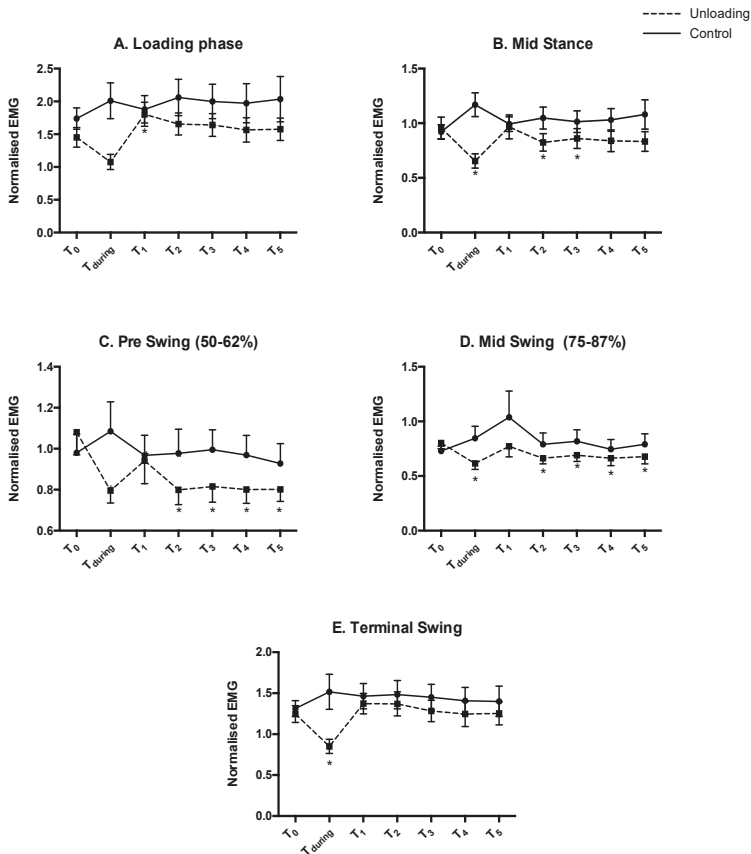 Unloading
Control
A. Loading phase
Normalised EMG
2.5
2.0
1.5
1.0
0.5
0.0
*
T0
Tduring
T1
T2
T3
T4
T5
B. Mid Stance
Normalised EMG
1.5
1.0
0.5
0.0
*
*
*
T0
Tduring
T1
T2
T3
T4
T5
C. Pre Swing (50-62%)
Normalised EMG
1.4
1.2
1.0
0.8
0.6
*
*
*
*
T0
Tduring
T1
T2
T3
T4
T5
D. Mid Swing (75-87%)
Normalised EMG
1.5
1.0
0.5
0.0
*
*
*
*
*
T0
Tduring
T1
T2
T3
T4
T5
E. Terminal Swing
Normalised EMG
2.0
1.5
1.0
0.5
0.0
*
T0
Tduring
T1
T2
T3
T4
T5